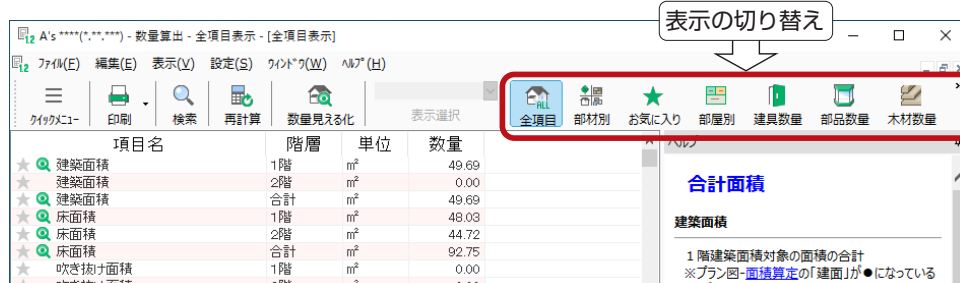 表示の切り替え
A's ****(*.**.***) - 数量算出 - 全項目表示 - [全項目表示]
ﾌｧｲﾙ(F) 編集(E) 表示(V) 設定(S) ｳｨﾝﾄﾞｳ(W) ﾍﾙﾌﾟ(H)
ｸｲｯｸﾒﾆｭｰ 印刷 検索 再計算 数量見える化 表示選択 全項目 部材別 お気に入り 部屋別 建具数量 部品数量 木材数量
項目名 階層 単位 数量
建築面積 1階 m² 49.69
建築面積 2階 m² 0.00
建築面積 合計 m² 49.69
床面積 1階 m² 48.03
床面積 2階 m² 44.72
床面積 合計 m² 92.75
吹き抜け面積 1階 m² 0.00
ヘルプ
合計面積
建築面積
1階建築面積対象の面積の合計
※プラン図-面積算定の「建面」が●になっている